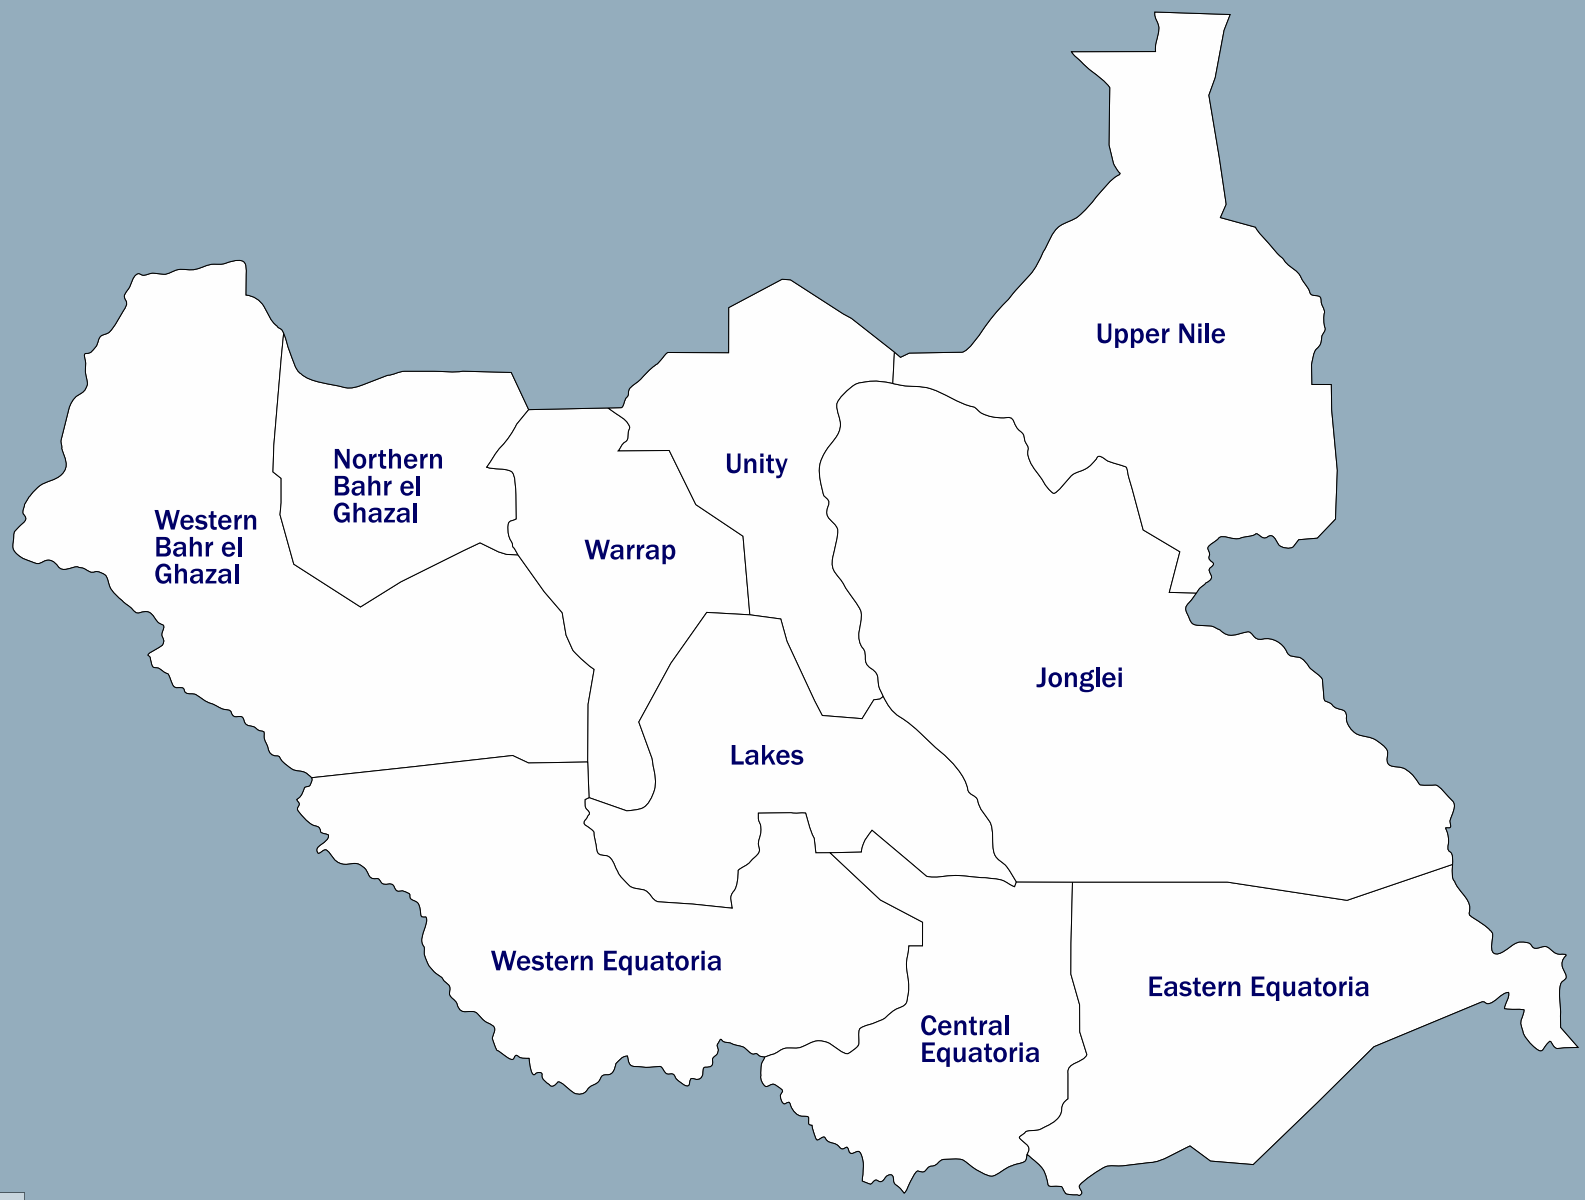 Upper Nile
Northern
Bahr el
Ghazal
Unity
Western
Bahr el
Ghazal
Warrap
Jonglei
Lakes
Western Equatoria
Eastern Equatoria
Central
Equatoria